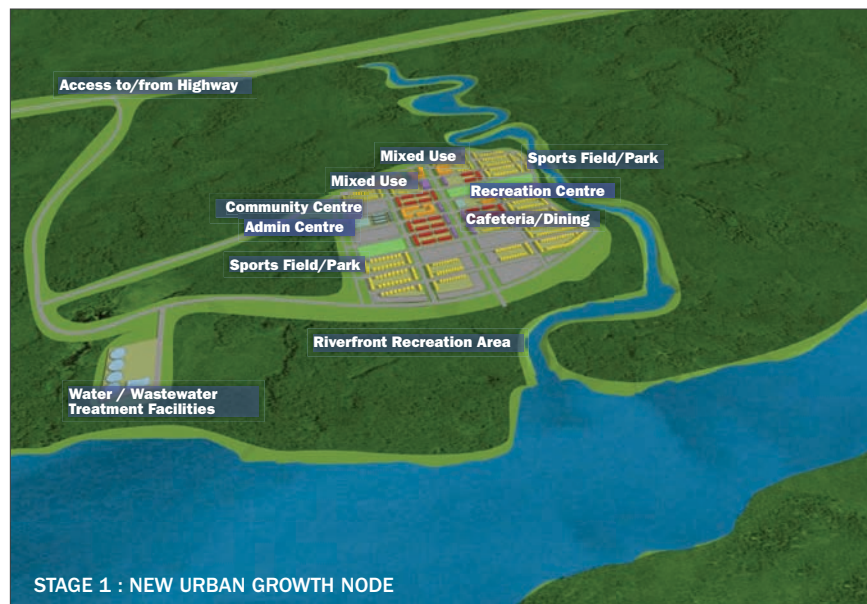 Access to/from Highway
Mixed Use
Sports Field/Park
Mixed Use
Recreation Centre
Community Centre
Cafeteria/Dining
Admin Centre
Sports Field/Park
Riverfront Recreation Area
Water / Wastewater
Treatment Facilities
STAGE 1 : NEW URBAN GROWTH NODE